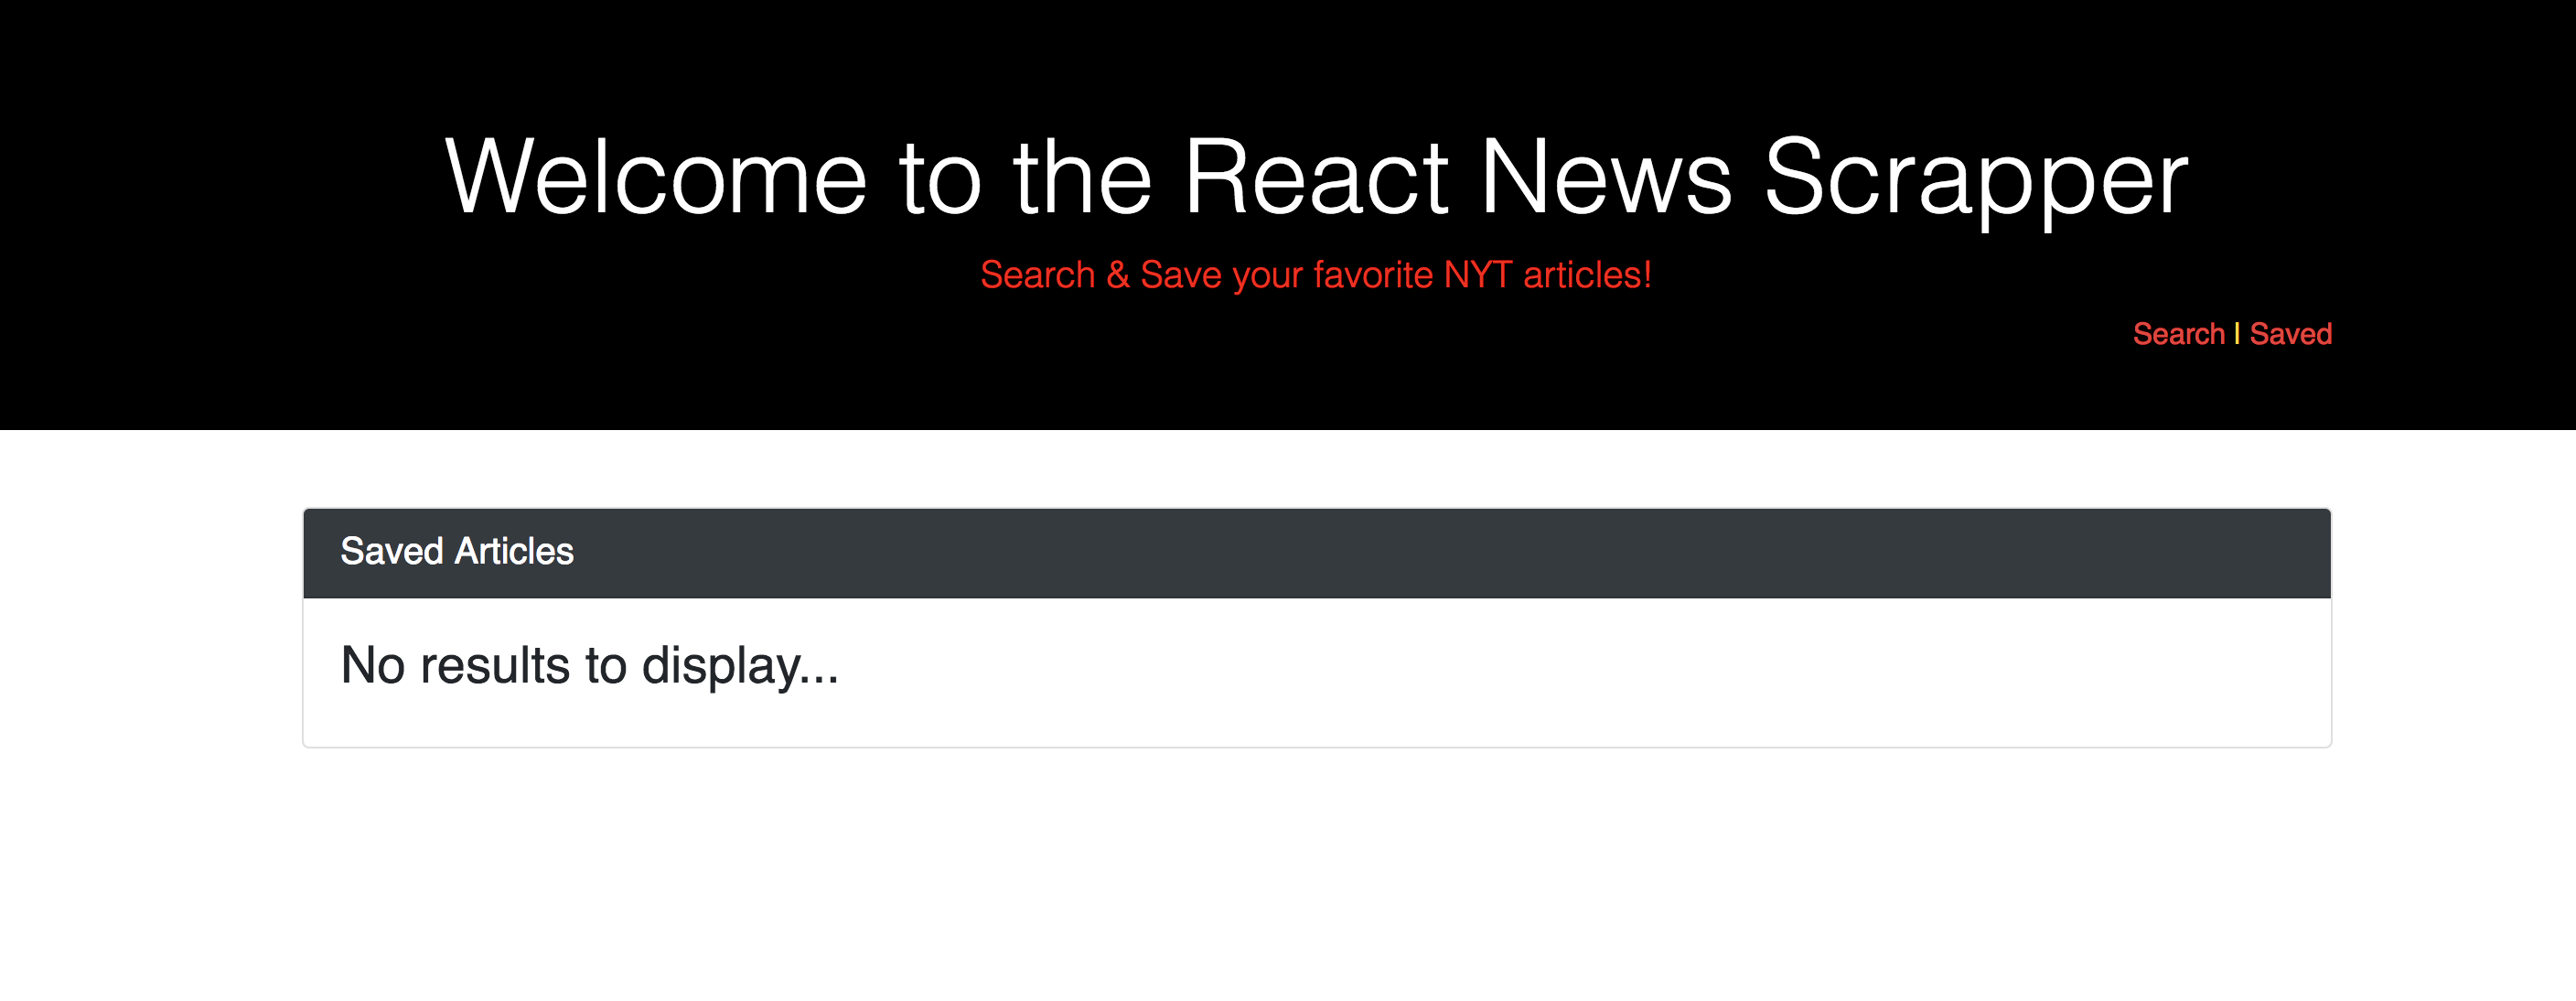 Welcome to the React News Scrapper
Search & Save your favorite NYT articles!
Search | Saved
Saved Articles
No results to display...